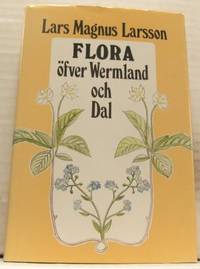 Lars Magnus Larsson
FLORA
öfver Wermland
och
Dal